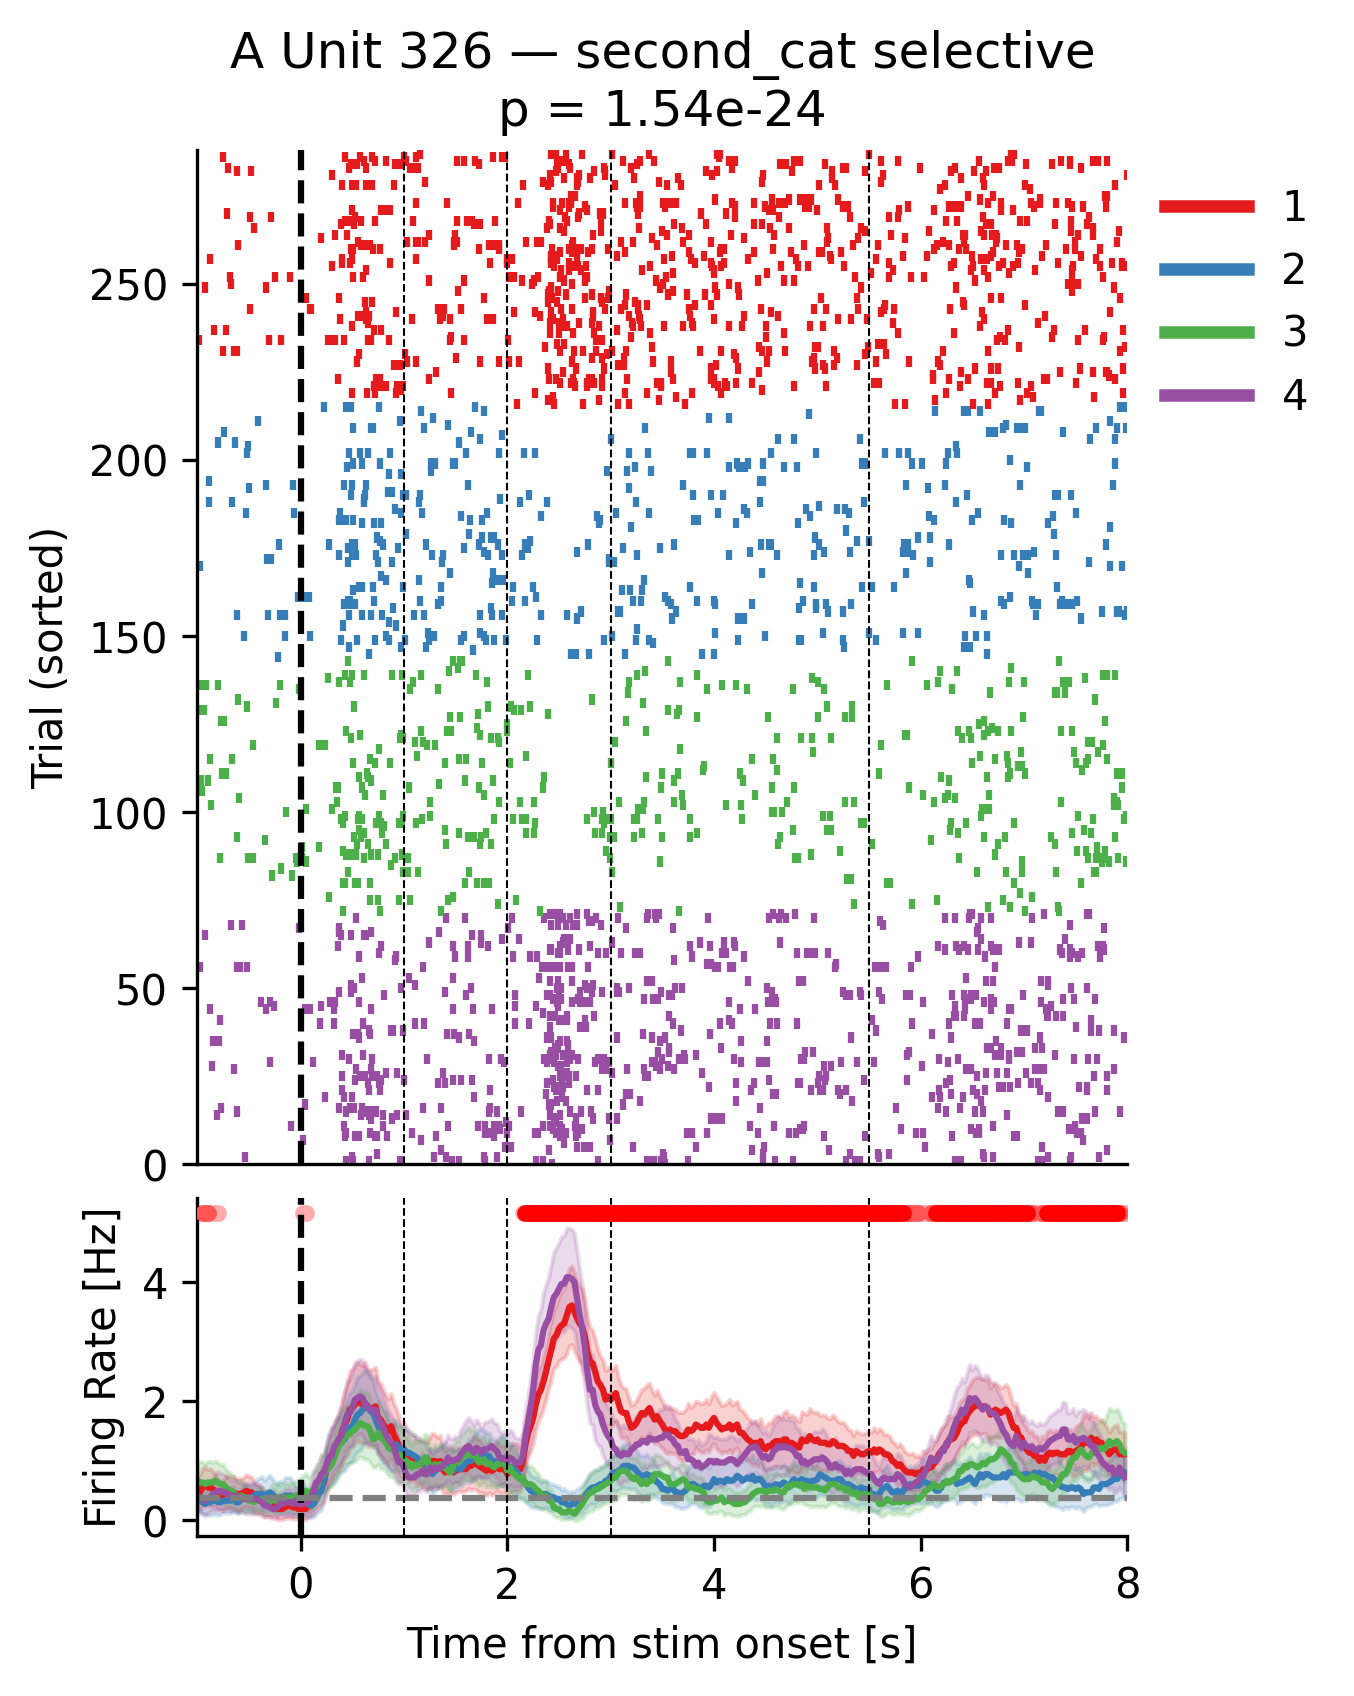 A Unit 326 — second_cat selective
p = 1.54e-24
1
2
3
4
Trial (sorted)
250
200
150
100
50
0
Firing Rate [Hz]
4
2
0
0 2 4 6 8
Time from stim onset [s]